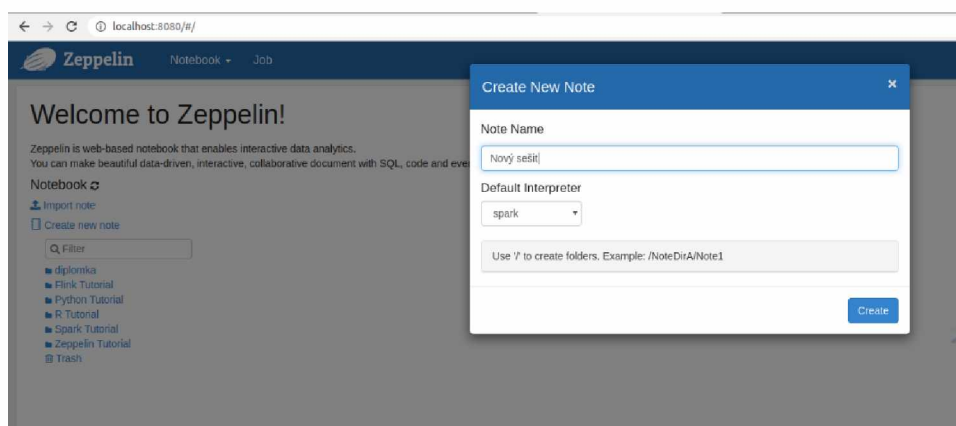 localhost:8080/#/
Zeppelin Notebook Job
Welcome to Zeppelin!
Zeppelin is web-based notebook that enables interactive data analytics.
You can make beautiful data-driven, interactive, collaborative document with SQL, code and eve
Notebook
Import note
Create new note
Filter
diplomka
Flink Tutorial
Python Tutorial
R Tutorial
Spark Tutorial
Zeppelin Tutorial
Trash
Create New Note ×
Note Name
Nový sešit
Default Interpreter
spark
Use '/' to create folders. Example: /NoteDirA/Note1
Create